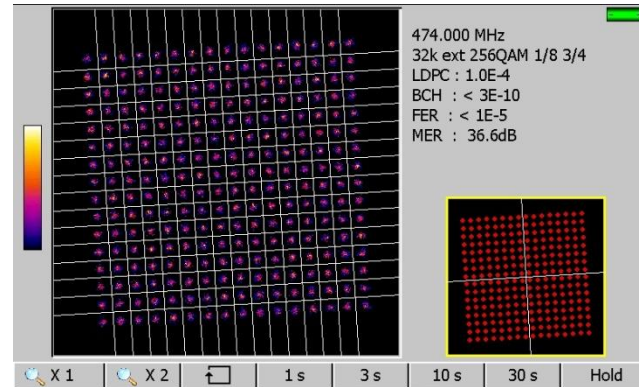 474.000 MHz
32k ext 256QAM 1/8 3/4
LDPC : 1.0E-4
BCH : < 3E-10
FER : < 1E-5
MER : 36.6dB
X 1
X 2
1 s
3 s
10 s
30 s
Hold